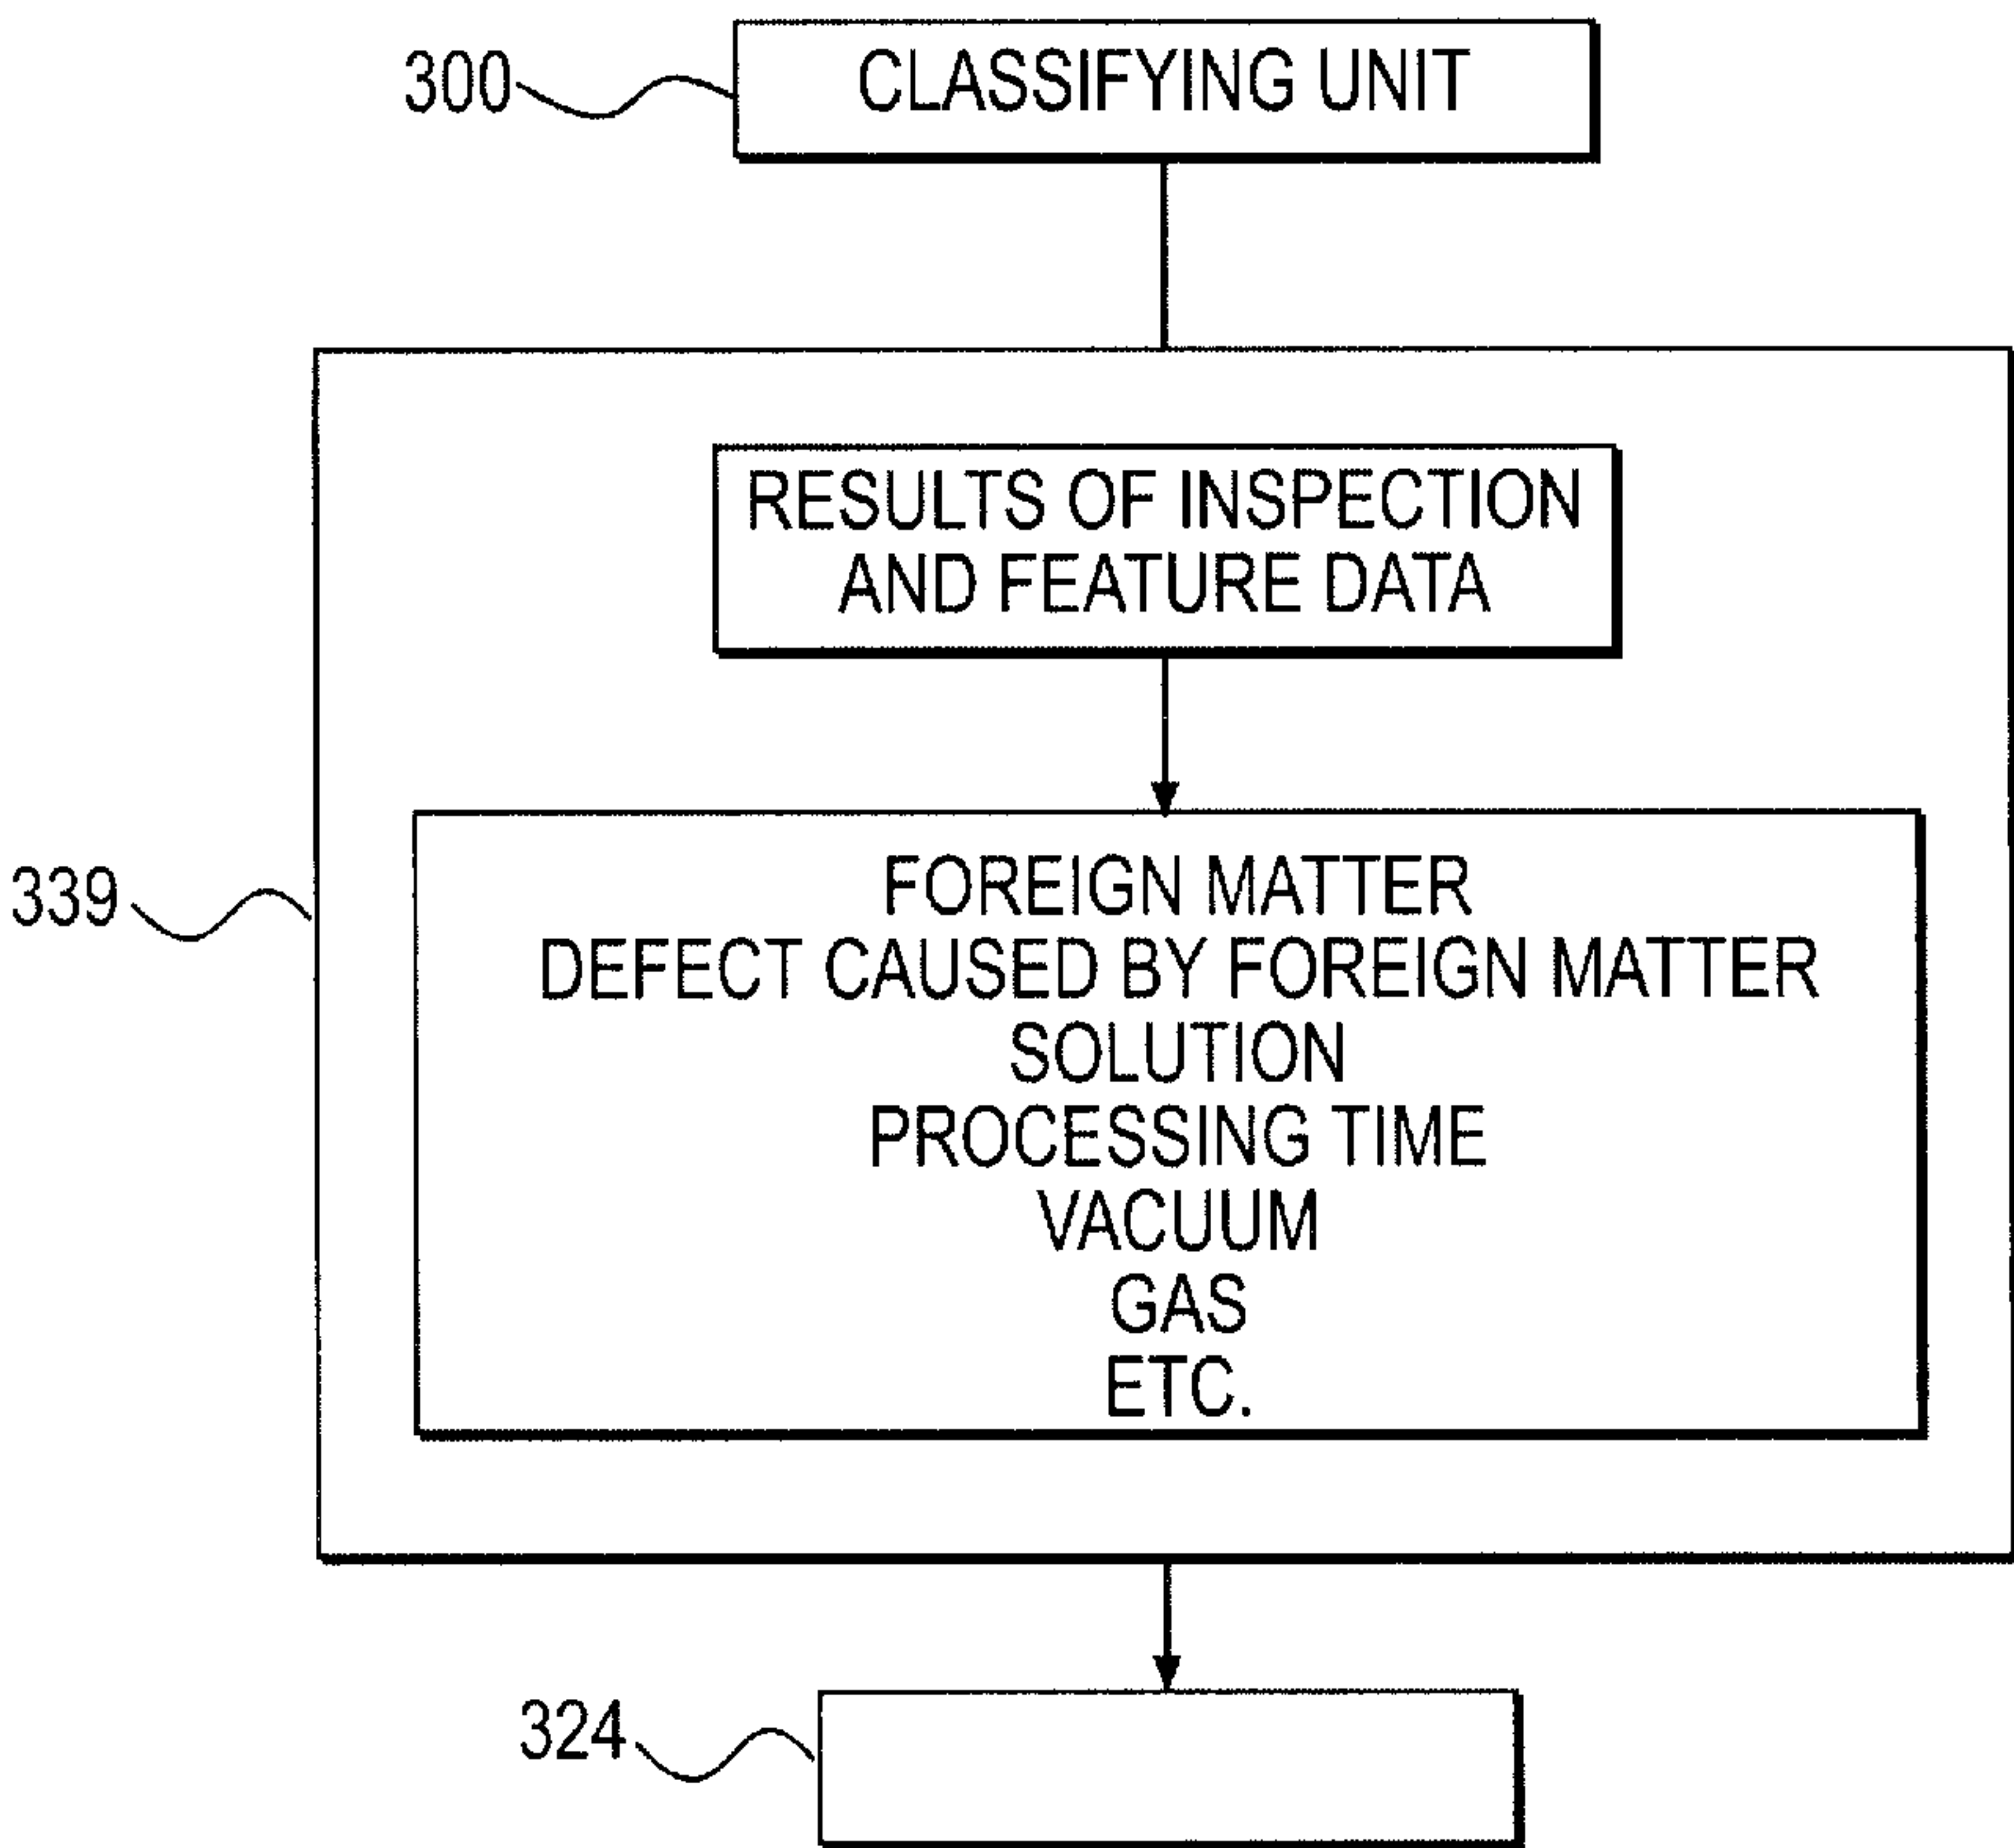 300
CLASSIFYING UNIT
RESULTS OF INSPECTION
AND FEATURE DATA
339
FOREIGN MATTER
DEFECT CAUSED BY FOREIGN MATTER
SOLUTION
PROCESSING TIME
VACUUM
GAS
ETC.
324